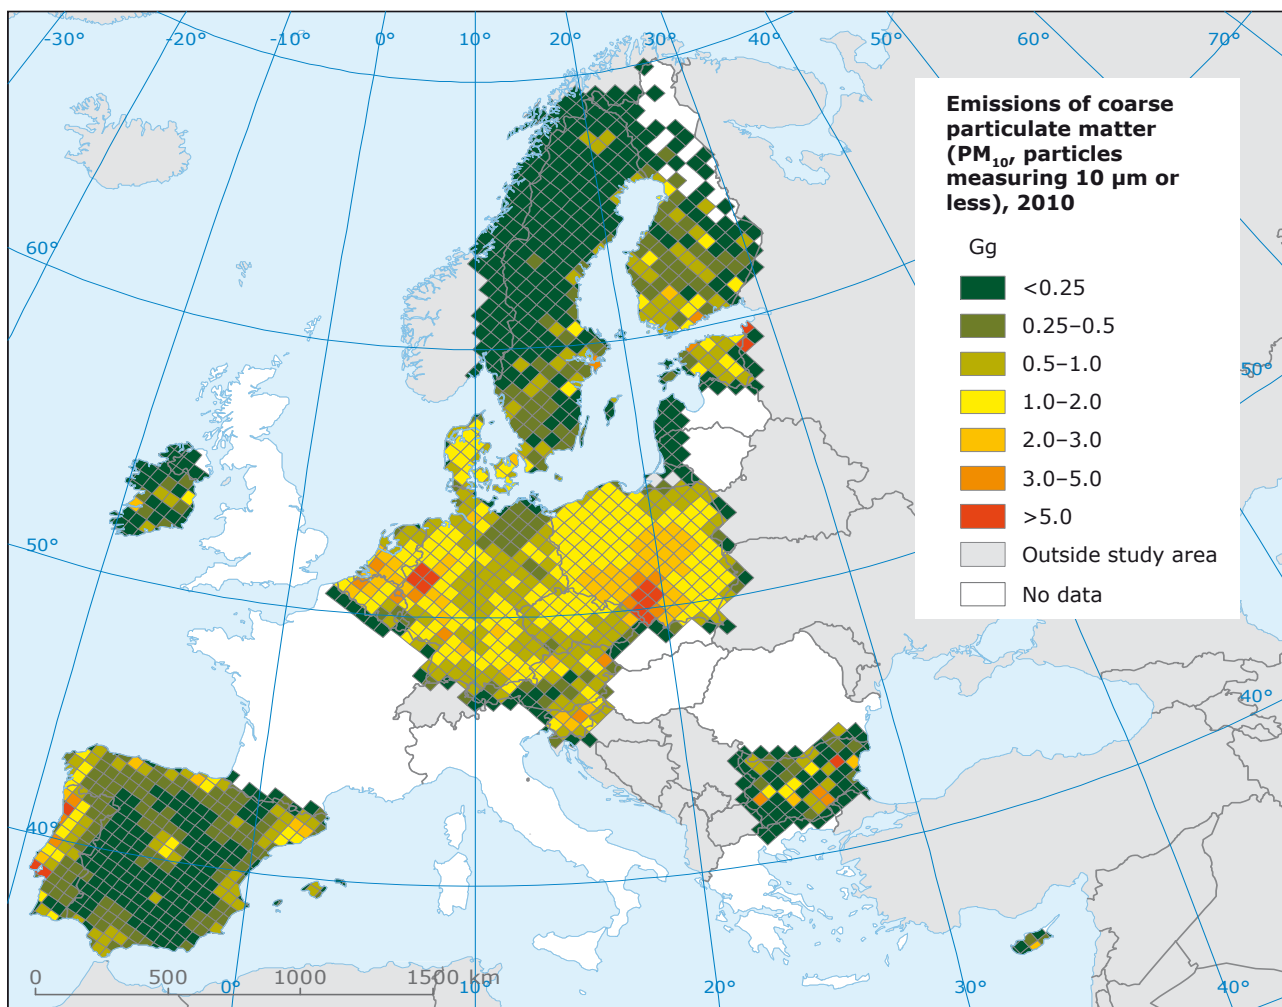 -30° -20° -10° 0° 10° 20° 30° 40° 50° 60° 70°
Emissions of coarse
particulate matter
(PM₁₀, particles
measuring 10 µm or
less), 2010
Gg
<0.25
0.25–0.5
0.5–1.0
1.0–2.0
2.0–3.0
3.0–5.0
>5.0
Outside study area
No data
60°
50°
50°
40°
40°
0 500 1000 1500 km
0° 10° 20° 30° 40°